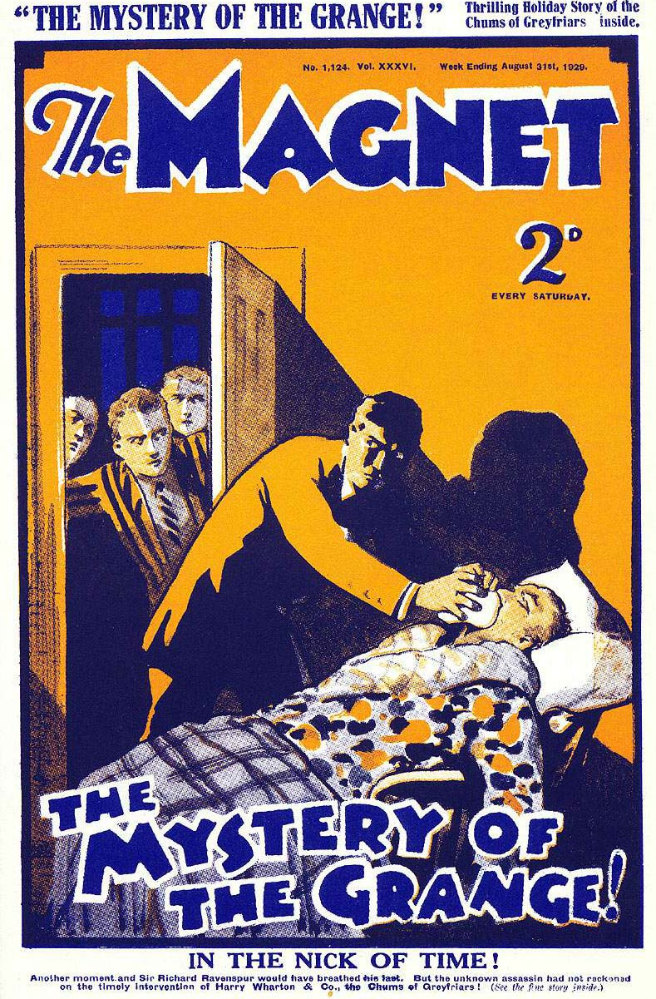 “THE MYSTERY OF THE GRANGE!”
Thrilling Holiday Story of the
Chums of Greyfriars inside.
No. 1,124. Vol. XXXVI. Week Ending August 31st, 1929.
The MAGNET
2D
EVERY SATURDAY.
THE
MYSTERY OF
THE GRANGE!
IN THE NICK OF TIME!
Another moment and Sir Richard Ravenspur would have breathed his last. But the unknown assassin had not reckoned
on the timely intervention of Harry Wharton & Co., the Chums of Greyfriars! (See the fine story inside.)